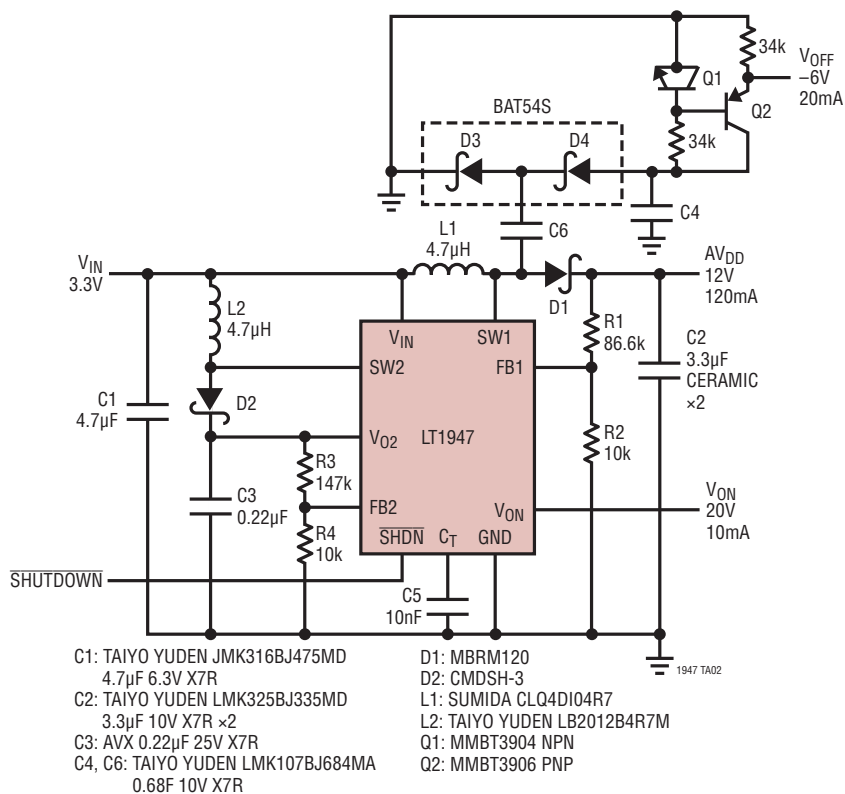 34k
V_OFF
–6V
20mA
Q1
Q2
BAT54S
D3
D4
34k
C4
C6
L1
4.7µH
V_IN
3.3V
AV_DD
12V
120mA
D1
L2
4.7µH
V_IN
SW1
R1
86.6k
C2
3.3µF
CERAMIC
×2
SW2
FB1
C1
4.7µF
D2
V_O2
LT1947
R2
10k
R3
147k
C3
0.22µF
FB2
V_ON
V_ON
20V
10mA
R4
10k
SHDN
C_T
GND
SHUTDOWN
C5
10nF
1947 TA02
C1: TAIYO YUDEN JMK316BJ475MD
4.7µF 6.3V X7R
C2: TAIYO YUDEN LMK325BJ335MD
3.3µF 10V X7R ×2
C3: AVX 0.22µF 25V X7R
C4, C6: TAIYO YUDEN LMK107BJ684MA
0.68F 10V X7R
D1: MBRM120
D2: CMDSH-3
L1: SUMIDA CLQ4DI04R7
L2: TAIYO YUDEN LB2012B4R7M
Q1: MMBT3904 NPN
Q2: MMBT3906 PNP